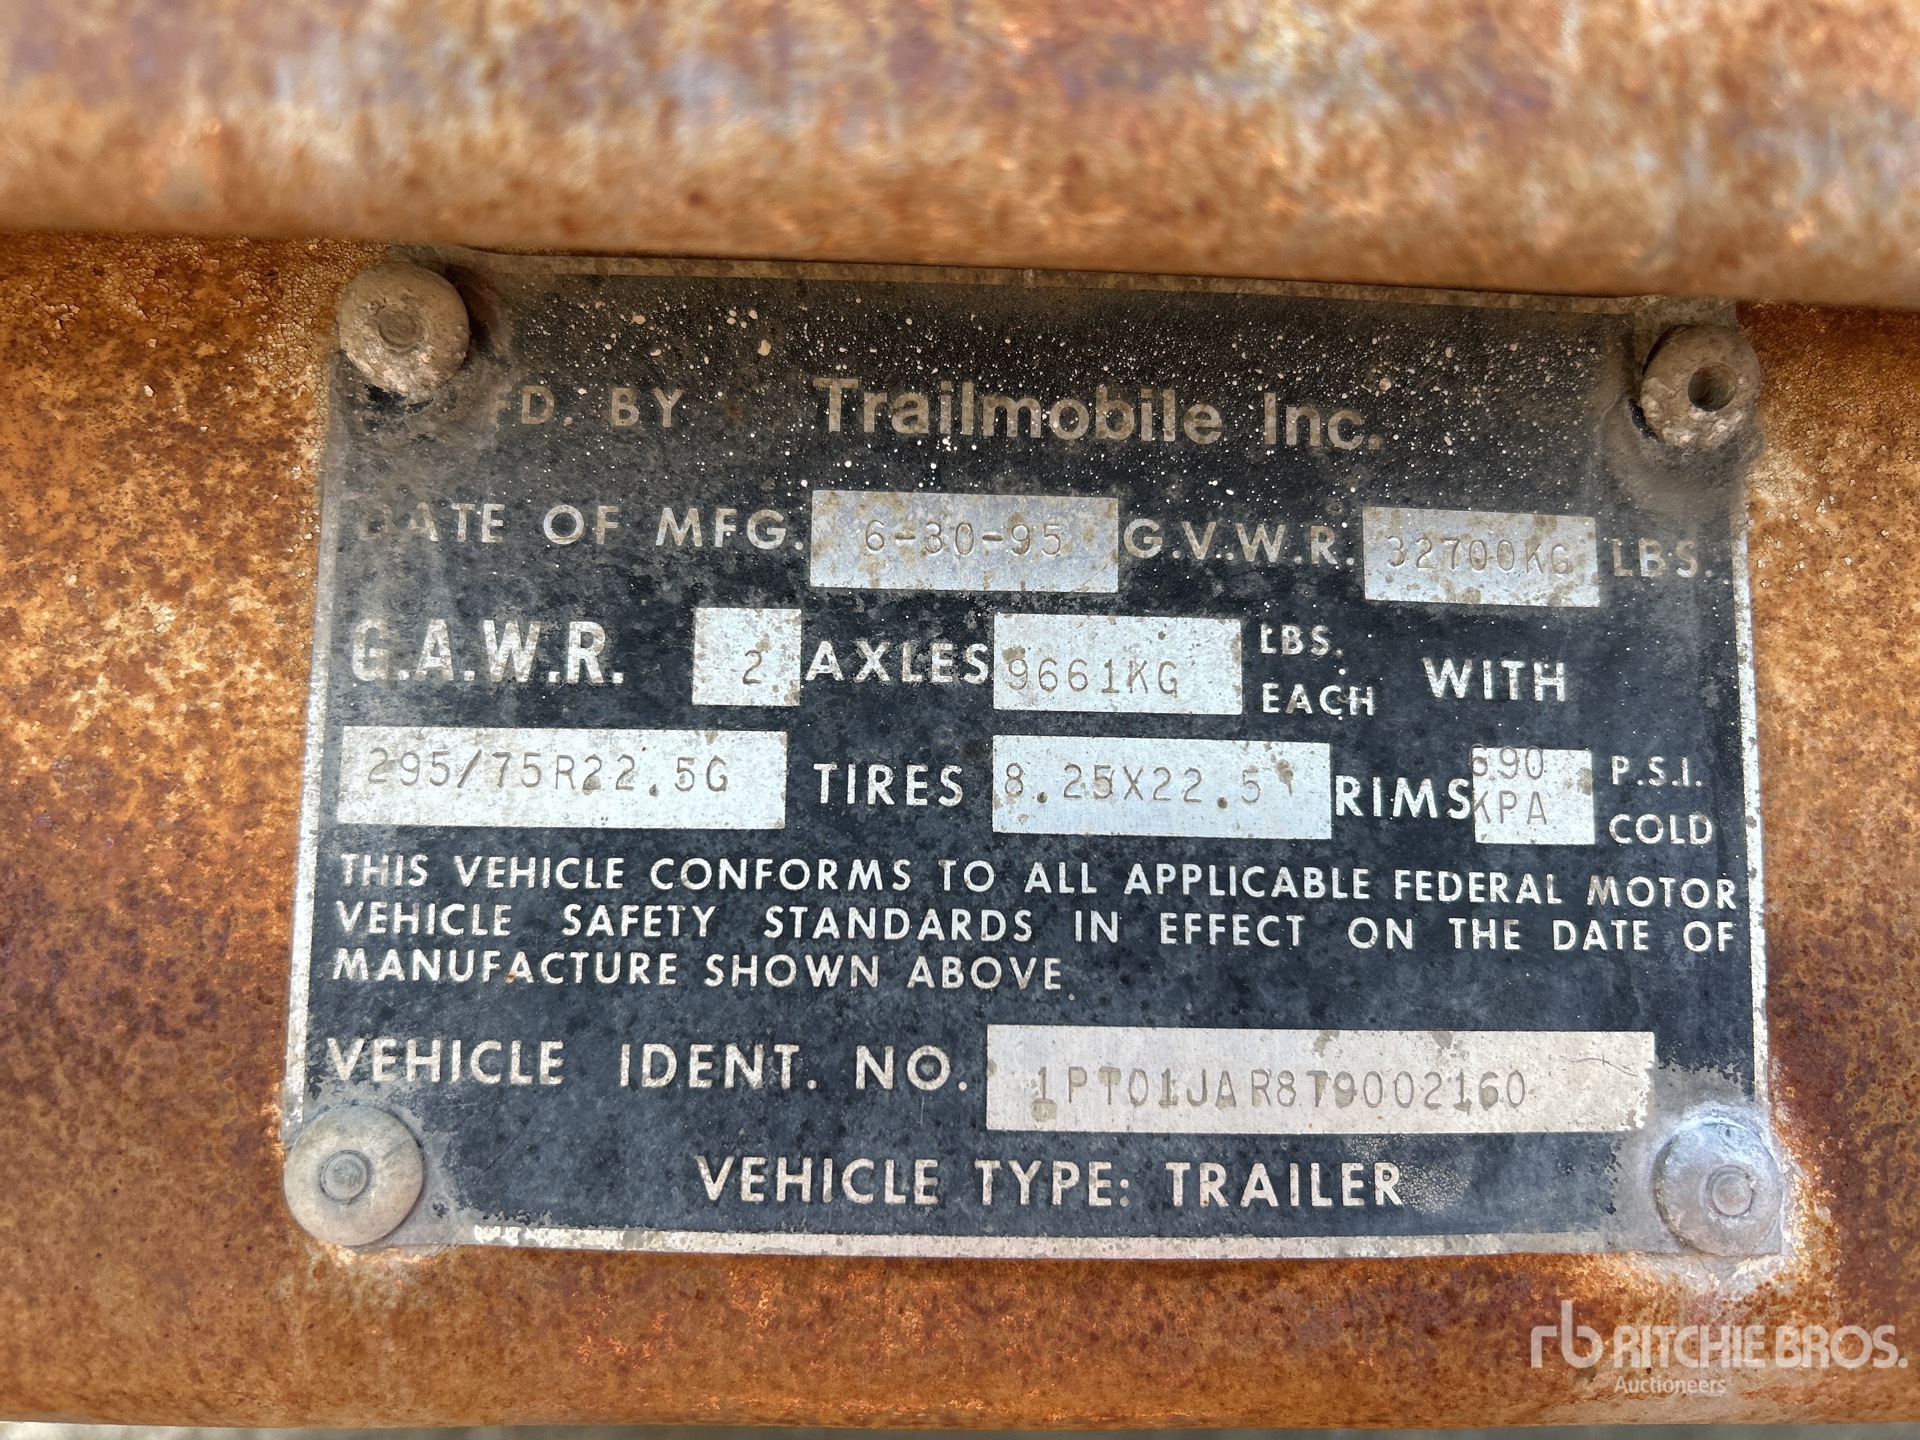 MFD. BY Trailmobile Inc.
DATE OF MFG. 6-30-95 G.V.W.R. 32700KG LBS.
G.A.W.R. 2 AXLES 9661KG LBS. EACH WITH
295/75R22.5G TIRES 8.25X22.5 RIMS 690 KPA P.S.I. COLD
THIS VEHICLE CONFORMS TO ALL APPLICABLE FEDERAL MOTOR
VEHICLE SAFETY STANDARDS IN EFFECT ON THE DATE OF
MANUFACTURE SHOWN ABOVE.
VEHICLE IDENT. NO. 1PT01JAR8T9002160
VEHICLE TYPE: TRAILER
rb RITCHIE BROS.
Auctioneers